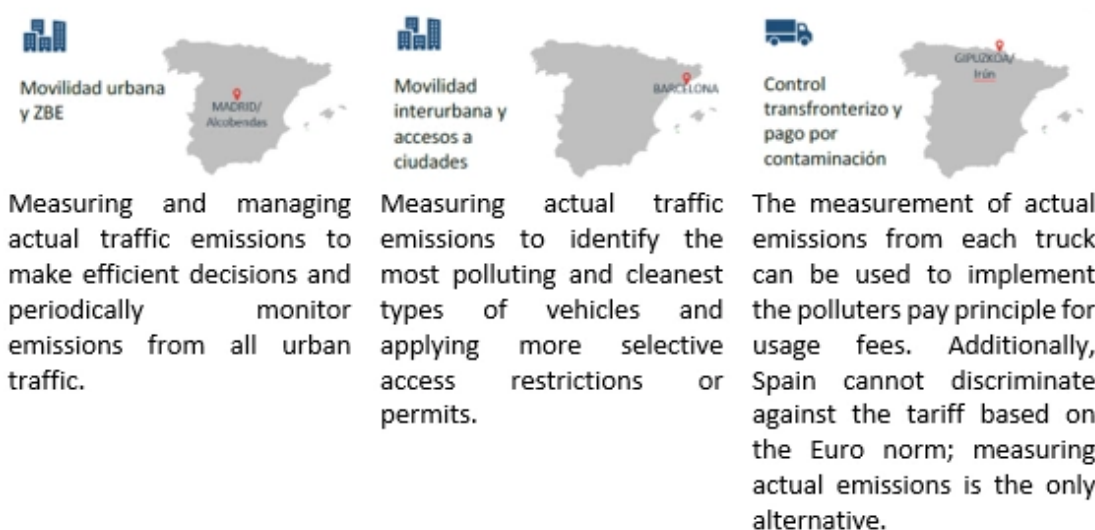 Movilidad urbana
y ZBE
MADRID/
Alcobendas
Measuring and managing
actual traffic emissions to
make efficient decisions and
periodically monitor
emissions from all urban
traffic.
Movilidad
interurbana y
accesos a
ciudades
BARCELONA
Measuring actual traffic
emissions to identify the
most polluting and cleanest
types of vehicles and
applying more selective
access restrictions or
permits.
Control
transfronterizo y
pago por
contaminación
GIPUZKOA/
Irún
The measurement of actual
emissions from each truck
can be used to implement
the polluters pay principle for
usage fees. Additionally,
Spain cannot discriminate
against the tariff based on
the Euro norm; measuring
actual emissions is the only
alternative.